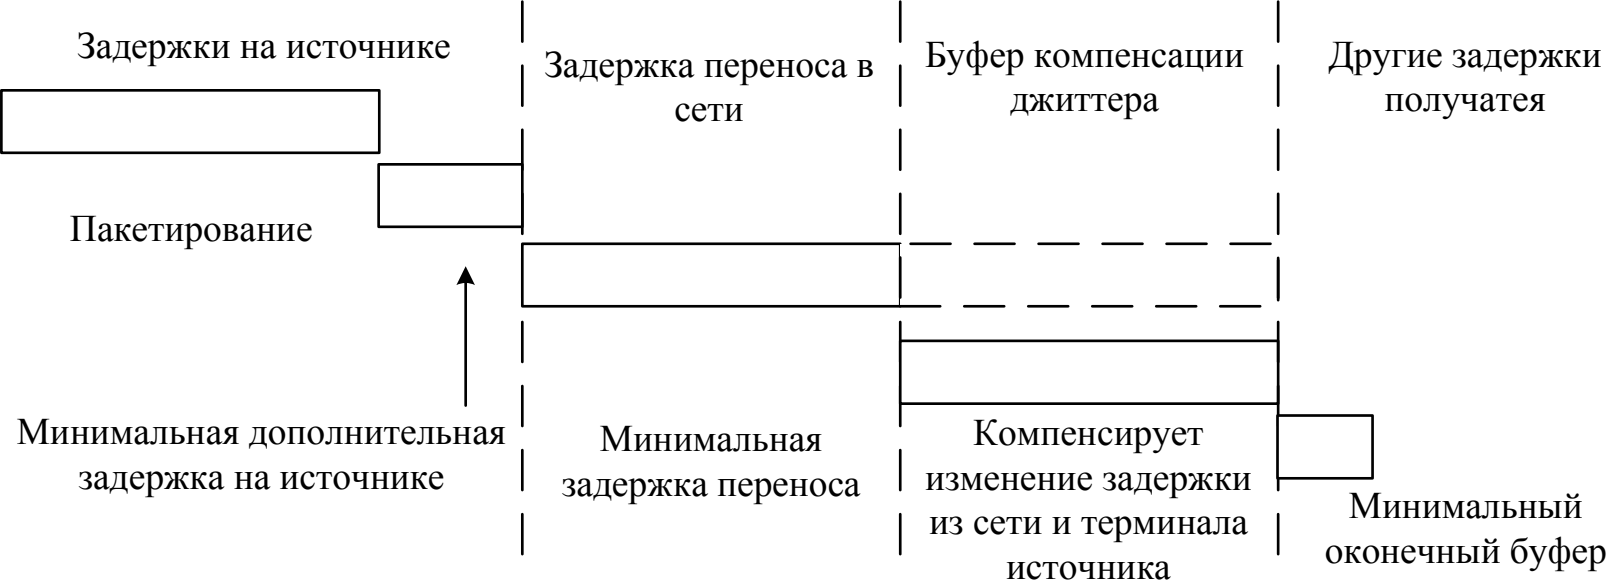 Задержки на источнике
Задержка переноса в
сети
Буфер компенсации
джиттера
Другие задержки
получатея
Пакетирование
Минимальная дополнительная
задержка на источнике
Минимальная
задержка переноса
Компенсирует
изменение задержки
из сети и терминала
источника
Минимальный
оконечный буфер